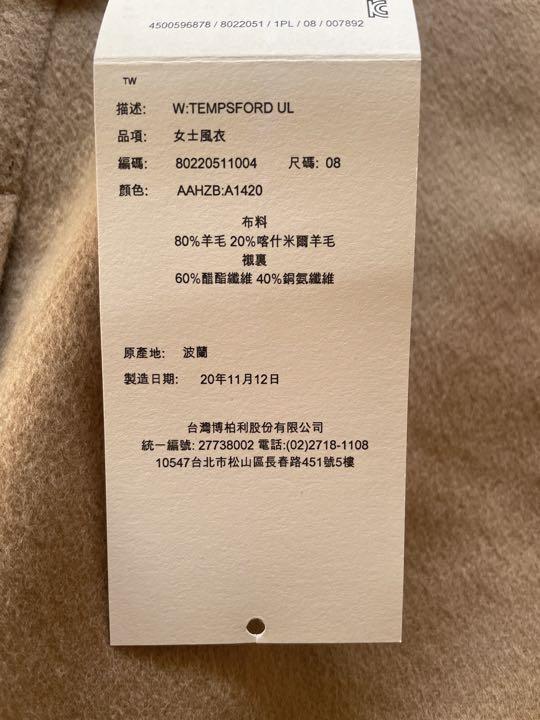 4500596878 / 8022051 / 1PL / 08 / 007892
TW
描述: W:TEMPSFORD UL
品項: 女士風衣
編碼: 80220511004 尺碼: 08
顏色: AAHZB:A1420
布料
80%羊毛 20%喀什米爾羊毛
襯裏
60%醋酯纖維 40%銅氨纖維
原產地: 波蘭
製造日期: 20年11月12日
台灣博柏利股份有限公司
統一編號: 27738002 電話:(02)2718-1108
10547台北市松山區長春路451號5樓